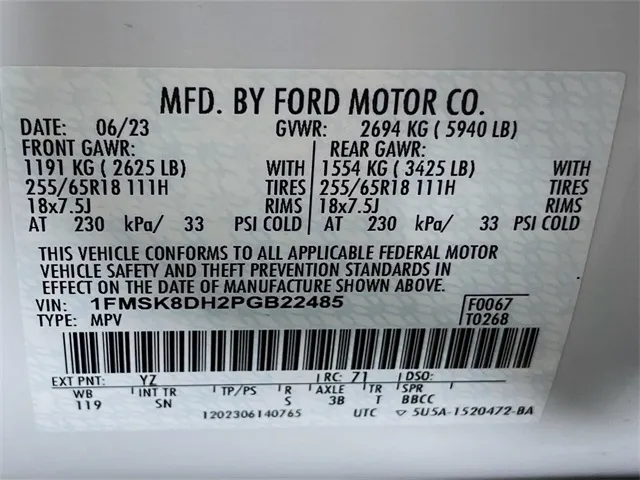 MFD. BY FORD MOTOR CO.
DATE: 06/23 GVWR: 2694 KG ( 5940 LB)
FRONT GAWR: REAR GAWR:
1191 KG ( 2625 LB) WITH 1554 KG ( 3425 LB) WITH
255/65R18 111H TIRES 255/65R18 111H TIRES
18x7.5J RIMS 18x7.5J RIMS
AT 230 kPa/ 33 PSI COLD AT 230 kPa/ 33 PSI COLD
THIS VEHICLE CONFORMS TO ALL APPLICABLE FEDERAL MOTOR
VEHICLE SAFETY AND THEFT PREVENTION STANDARDS IN
EFFECT ON THE DATE OF MANUFACTURE SHOWN ABOVE.
VIN: 1FMSK8DH2PGB22485 F0067
TYPE: MPV T0268
EXT PNT: YZ RC: 71 DSO:
WB INT TR TP/PS R AXLE TR SPR
119 SN S 3B T BBCC
1202306140765 UTC ▽ 5U5A-1520472-BA